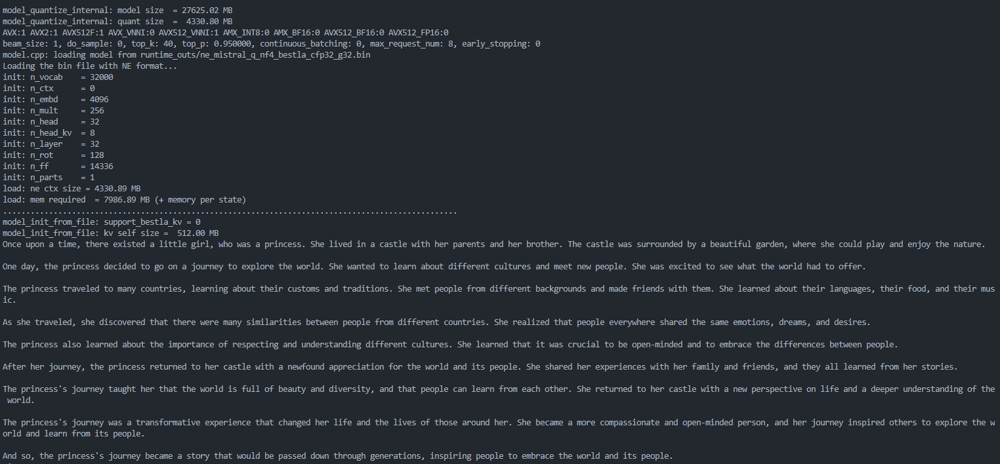 model_quantize_internal: model size  = 27625.02 MB
model_quantize_internal: quant size  =  4330.80 MB
AVX:1 AVX2:1 AVX512F:1 AVX_VNNI:0 AVX512_VNNI:1 AMX_INT8:0 AMX_BF16:0 AVX512_BF16:0 AVX512_FP16:0
beam_size: 1, do_sample: 0, top_k: 40, top_p: 0.950000, continuous_batching: 0, max_request_num: 8, early_stopping: 0
model.cpp: loading model from runtime_outs/ne_mistral_q_nf4_bestla_cfp32_g32.bin
Loading the bin file with NE format...
init: n_vocab    = 32000
init: n_ctx      = 0
init: n_embd     = 4096
init: n_mult     = 256
init: n_head     = 32
init: n_head_kv  = 8
init: n_layer    = 32
init: n_rot      = 128
init: n_ff       = 14336
init: n_parts    = 1
load: ne ctx size = 4330.89 MB
load: mem required  = 7986.89 MB (+ memory per state)
...................................................................................................
model_init_from_file: support_bestla_kv = 0
model_init_from_file: kv self size =  512.00 MB
Once upon a time, there existed a little girl, who was a princess. She lived in a castle with her parents and her brother. The castle was surrounded by a beautiful garden, where she could play and enjoy the nature.
One day, the princess decided to go on a journey to explore the world. She wanted to learn about different cultures and meet new people. She was excited to see what the world had to offer.
The princess traveled to many countries, learning about their customs and traditions. She met people from different backgrounds and made friends with them. She learned about their languages, their food, and their mus
ic.
As she traveled, she discovered that there were many similarities between people from different countries. She realized that people everywhere shared the same emotions, dreams, and desires.
The princess also learned about the importance of respecting and understanding different cultures. She learned that it was crucial to be open-minded and to embrace the differences between people.
After her journey, the princess returned to her castle with a newfound appreciation for the world and its people. She shared her experiences with her family and friends, and they all learned from her stories.
The princess's journey taught her that the world is full of beauty and diversity, and that people can learn from each other. She returned to her castle with a new perspective on life and a deeper understanding of the
 world.
The princess's journey was a transformative experience that changed her life and the lives of those around her. She became a more compassionate and open-minded person, and her journey inspired others to explore the w
orld and learn from its people.
And so, the princess's journey became a story that would be passed down through generations, inspiring people to embrace the world and its people.